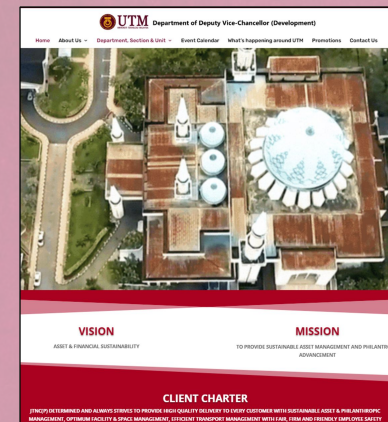 UTM Department of Deputy Vice-Chancellor (Development)
Home About Us Department, Section & Unit Event Calendar What's happening around UTM Promotions Contact Us
VISION
ASSET & FINANCIAL SUSTAINABILITY
MISSION
TO PROVIDE SUSTAINABLE ASSET MANAGEMENT AND PHILANTHRO
ADVANCEMENT
CLIENT CHARTER
JTNC(P) DETERMINED AND ALWAYS STRIVES TO PROVIDE HIGH QUALITY DELIVERY TO EVERY CUSTOMER WITH SUSTAINABLE ASSET & PHILANTHROPIC
MANAGEMENT, OPTIMUM FACILITY & SPACE MANAGEMENT, EFFICIENT TRANSPORT MANAGEMENT WITH FAIR, FIRM AND FRIENDLY EMPLOYEE SAFETY